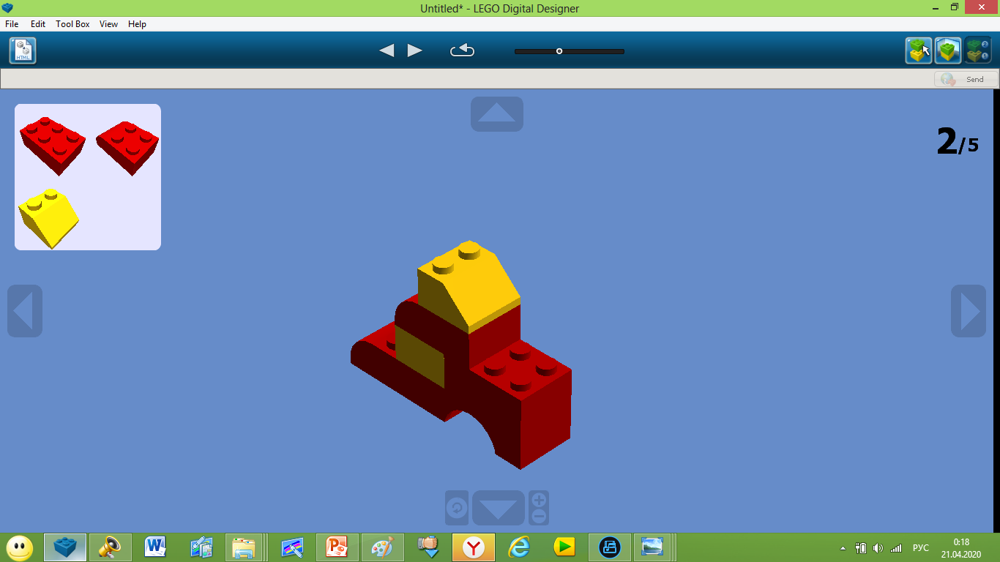 Untitled* - LEGO Digital Designer
File Edit Tool Box View Help
HTML
Send
2/5
РУС
0:18
21.04.2020